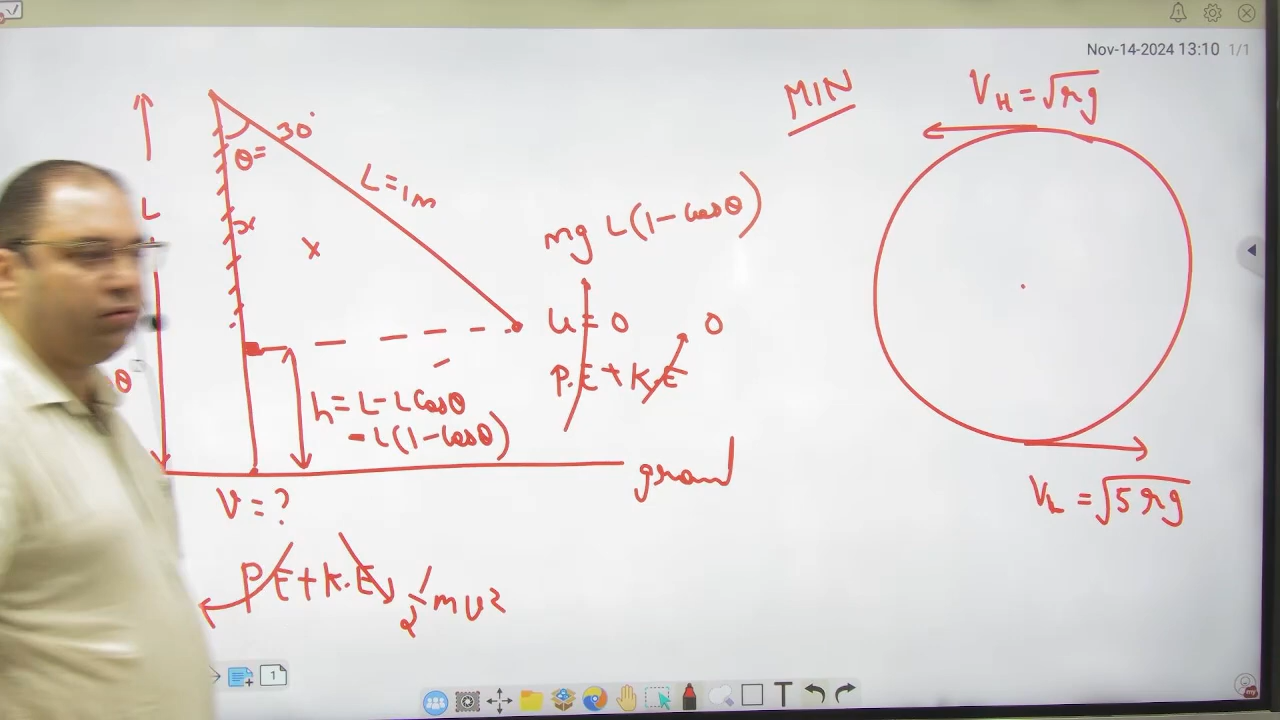 Nov-14-2024 13:10 1/1
MIN
V_H = √rg
30°
θ=
L=1m
L
x
x
mg L(1-Cosθ)
u=0
0
P.E+K.E
θ
h=L-LCosθ
=L(1-Cosθ)
V=?
V_L = √5rg
P.E+K.E
1/2 mv²
1
T